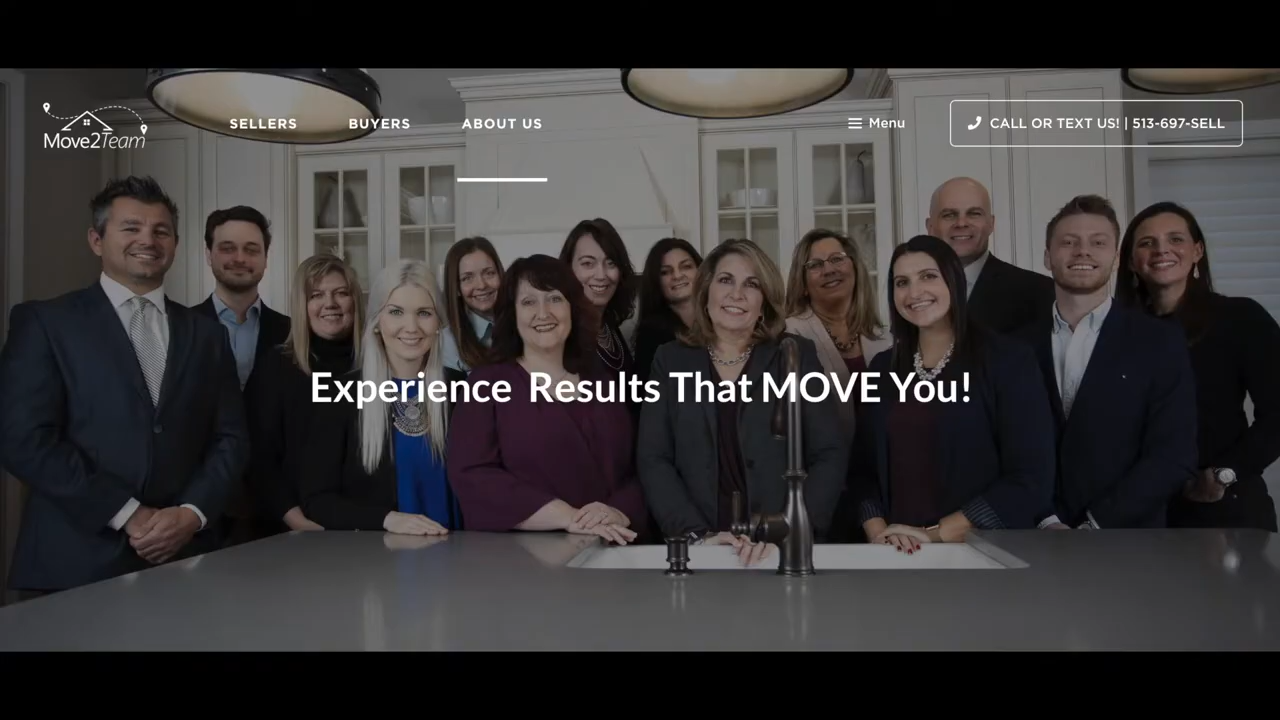 Move2Team
SELLERS
BUYERS
ABOUT US
Menu
CALL OR TEXT US! | 513-697-SELL
Experience Results That MOVE You!